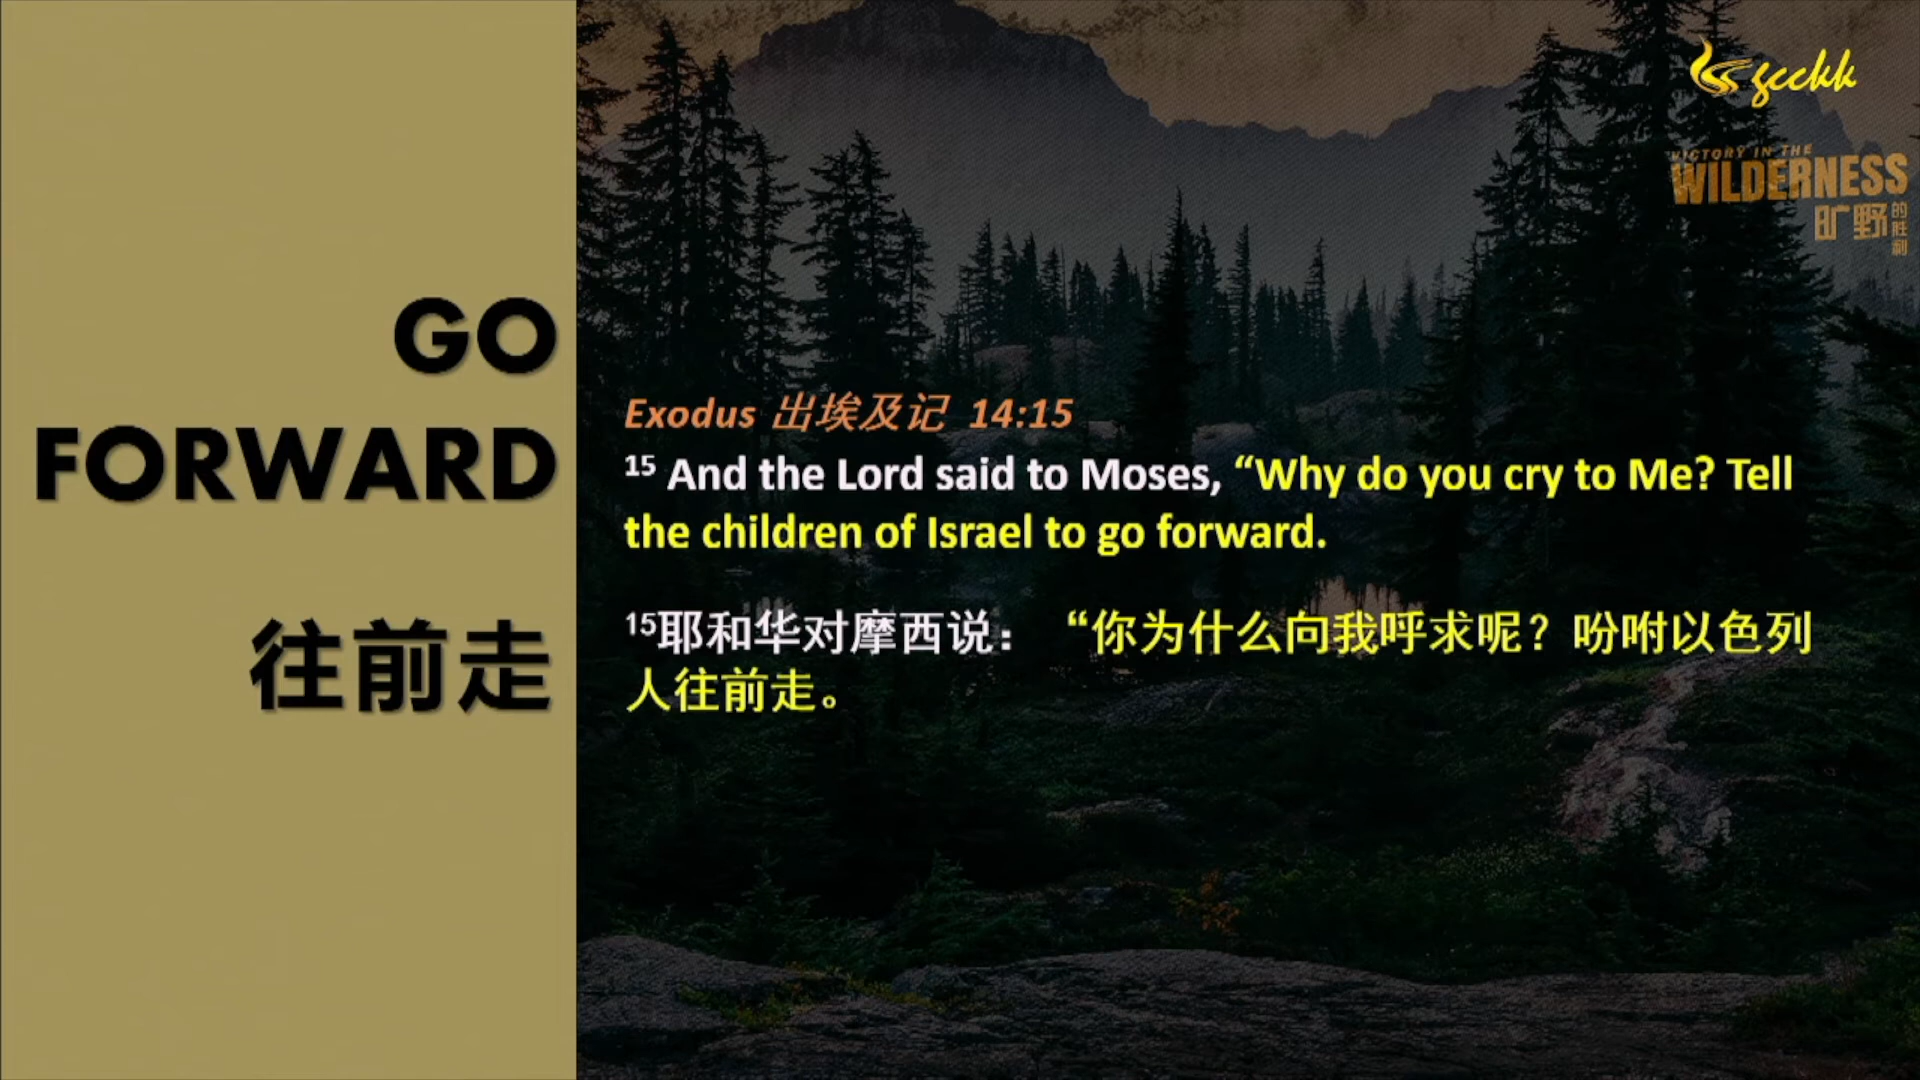 GO
FORWARD
往前走
gcckk
VICTORY IN THE
WILDERNESS
旷野的胜利
Exodus 出埃及记 14:15
15 And the Lord said to Moses, “Why do you cry to Me? Tell
the children of Israel to go forward.
15耶和华对摩西说： “你为什么向我呼求呢？吩咐以色列
人往前走。